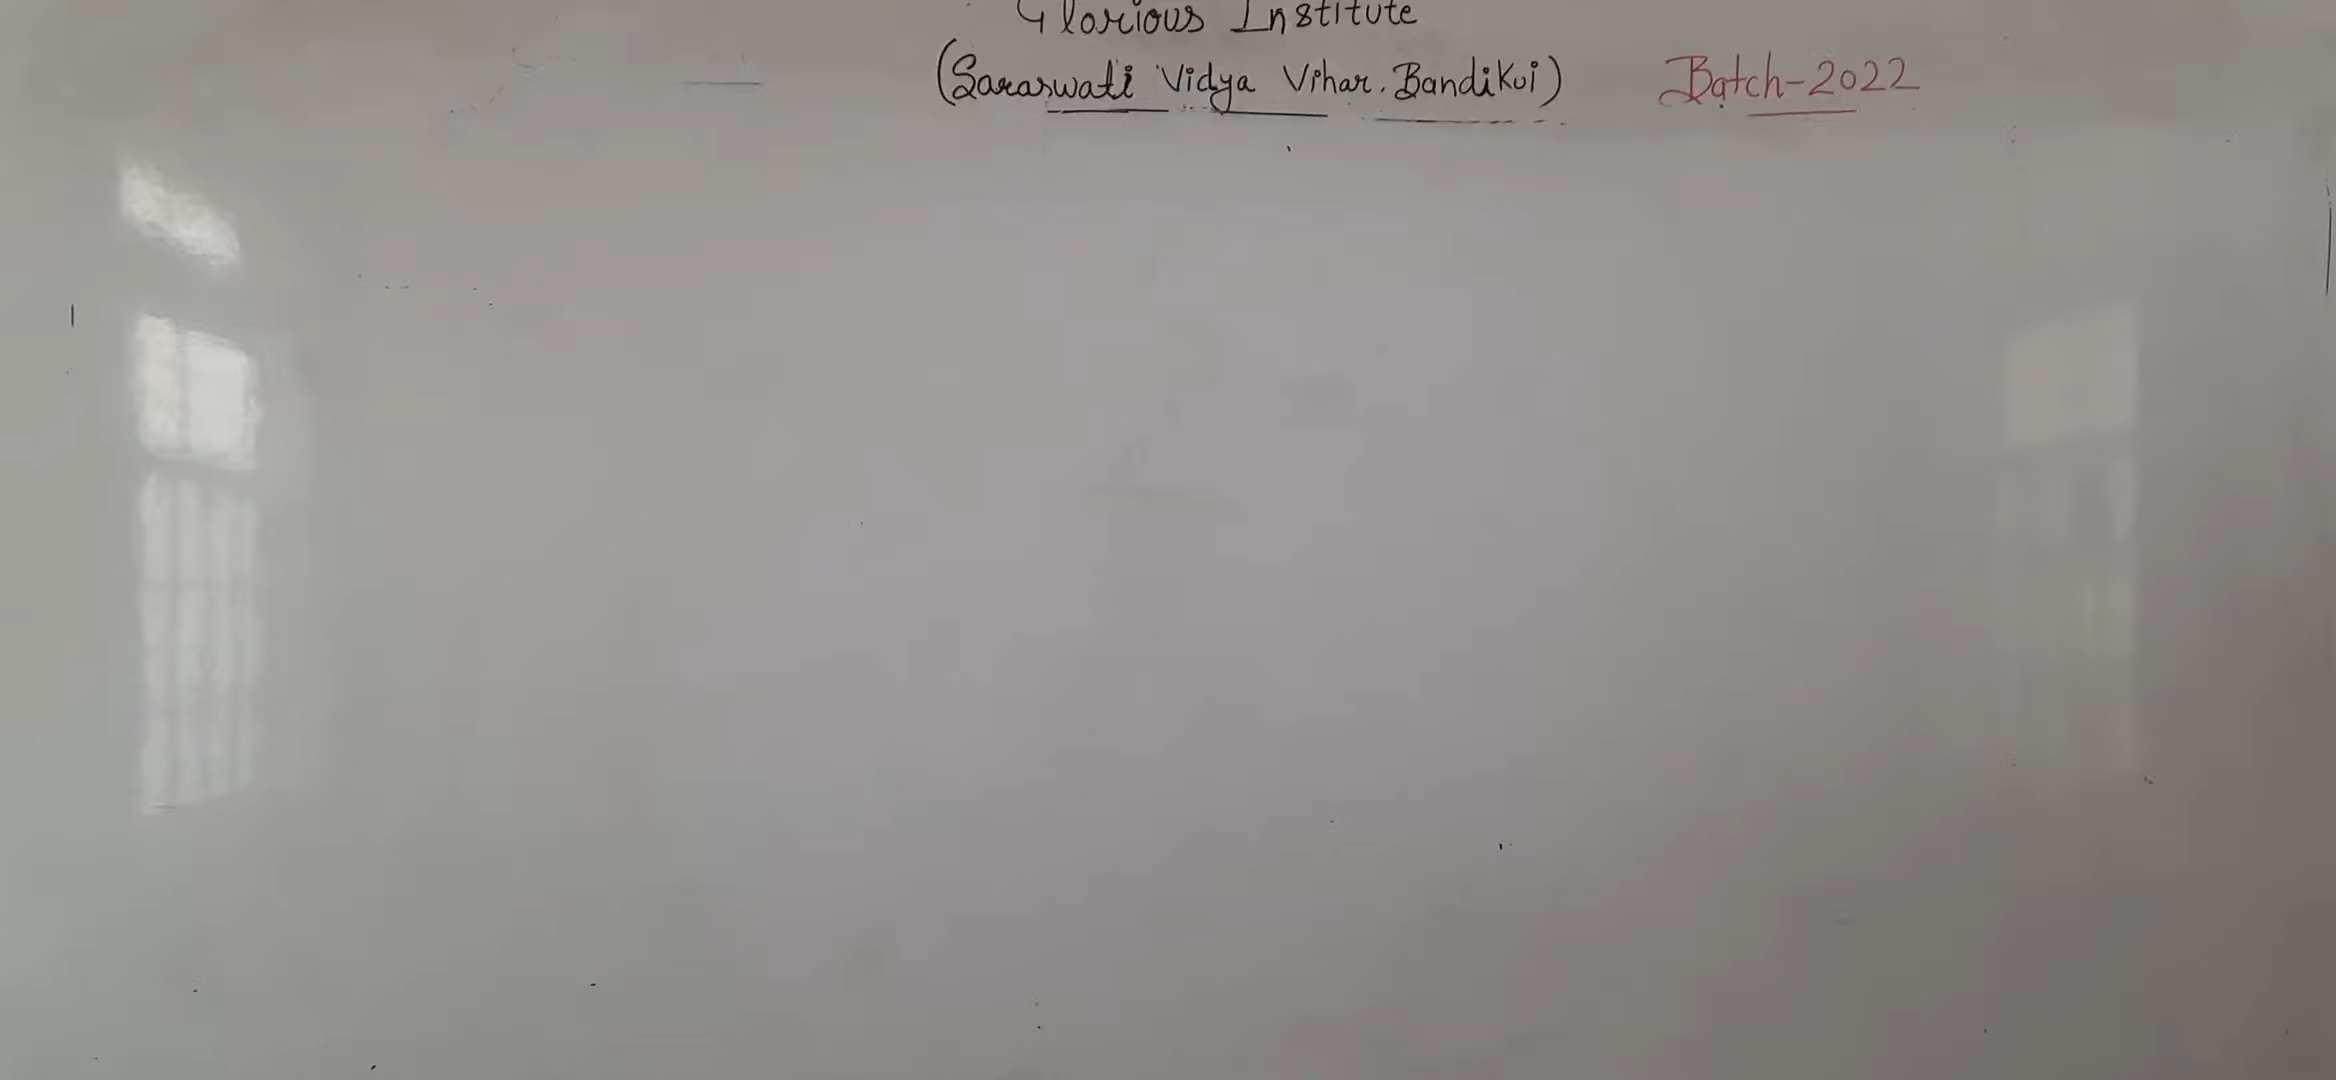 Glorious Institute
(Saraswati Vidya Vihar, Bandikui) Batch-2022